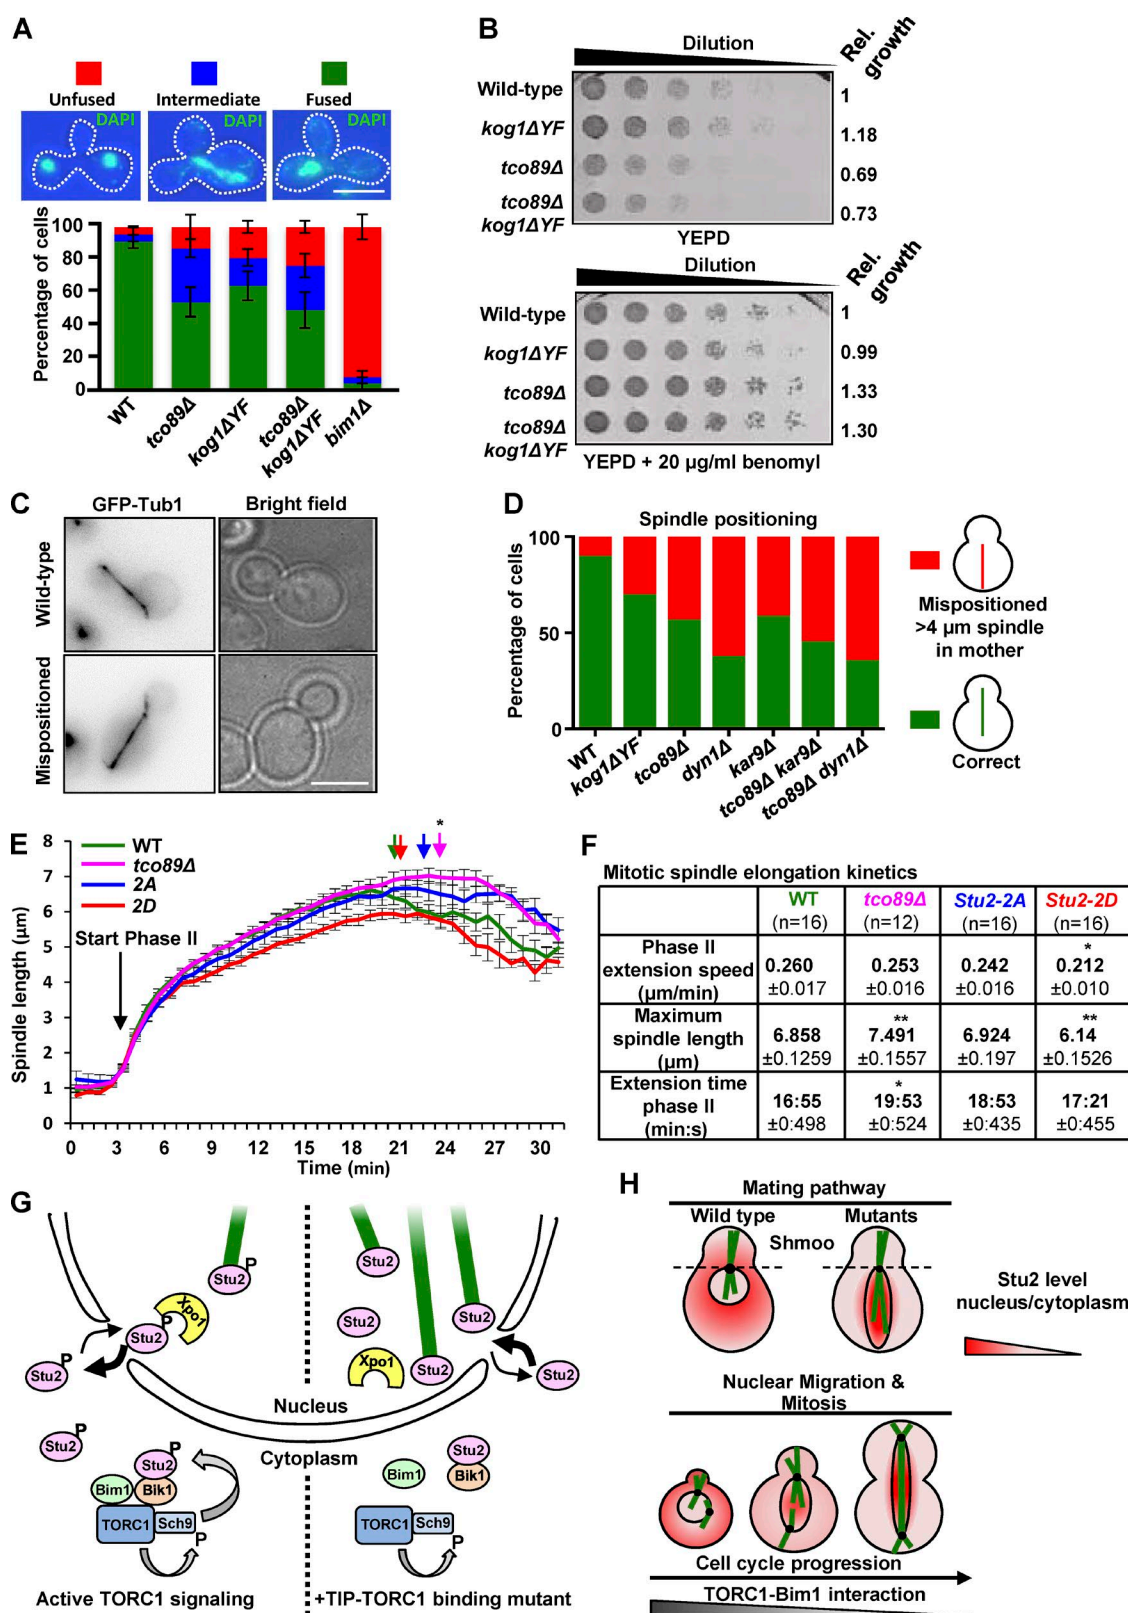 A
Unfused
Intermediate
Fused
DAPI
DAPI
DAPI
Percentage of cells
100
80
60
40
20
0
WT
tco89Δ
kog1ΔYF
tco89Δ
kog1ΔYF
bim1Δ
B
Dilution
Rel.
growth
Wild-type
1
kog1ΔYF
1.18
tco89Δ
0.69
tco89Δ
kog1ΔYF
0.73
YEPD
Dilution
Rel.
growth
Wild-type
1
kog1ΔYF
0.99
tco89Δ
1.33
tco89Δ
kog1ΔYF
1.30
YEPD + 20 µg/ml benomyl
C
GFP-Tub1
Bright field
Wild-type
Mispositioned
D
Spindle positioning
Percentage of cells
100
50
0
WT
kog1ΔYF
tco89Δ
dyn1Δ
kar9Δ
tco89Δ kar9Δ
tco89Δ dyn1Δ
Mispositioned
>4 µm spindle
in mother
Correct
E
WT
tco89Δ
2A
2D
*
Start Phase II
Spindle length (µm)
8
7
6
5
4
3
2
1
0
0 3 6 9 12 15 18 21 24 27 30
Time (min)
F
Mitotic spindle elongation kinetics
WT tco89Δ Stu2-2A Stu2-2D
(n=16) (n=12) (n=16) (n=16)
Phase II
extension speed
(µm/min)
*
0.260 0.253 0.242 0.212
±0.017 ±0.016 ±0.016 ±0.010
Maximum
spindle length
(µm)
** **
6.858 7.491 6.924 6.14
±0.1259 ±0.1557 ±0.197 ±0.1526
Extension time
phase II
(min:s)
*
16:55 19:53 18:53 17:21
±0:498 ±0:524 ±0:435 ±0:455
G
P
Stu2
Xpo1
P
Stu2
P
Stu2
Stu2
Stu2
Stu2
Xpo1
Stu2
Stu2
Nucleus
Cytoplasm
P
Stu2
P
Stu2
Bim1
Bik1
TORC1
Sch9
P
Bim1
Stu2
Bik1
TORC1
Sch9
P
Active TORC1 signaling
+TIP-TORC1 binding mutant
H
Mating pathway
Wild type
Mutants
Shmoo
Stu2 level
nucleus/cytoplasm
Nuclear Migration &
Mitosis
Cell cycle progression
TORC1-Bim1 interaction